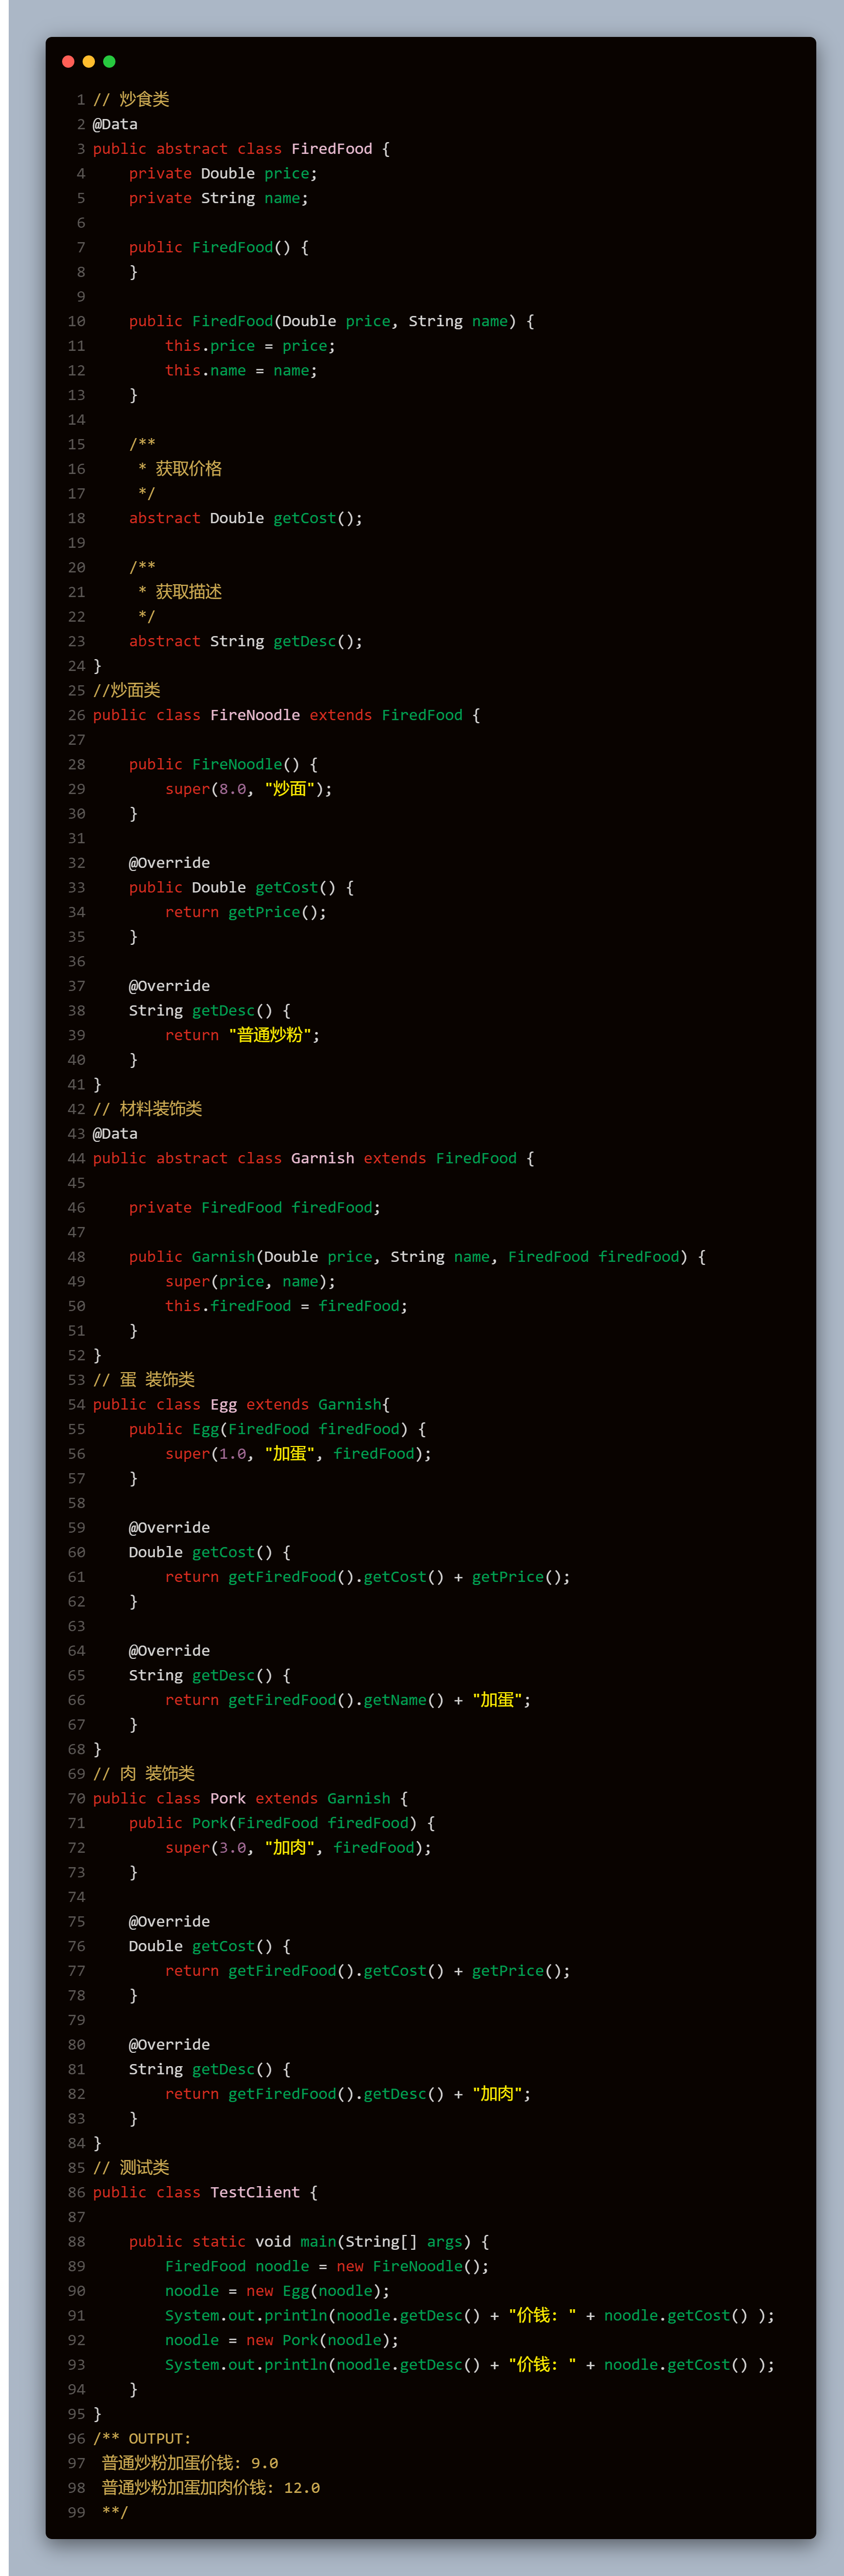 1 // 炒食类
2 @Data
3 public abstract class FiredFood {
4     private Double price;
5     private String name;
6
7     public FiredFood() {
8     }
9
10     public FiredFood(Double price, String name) {
11         this.price = price;
12         this.name = name;
13     }
14
15     /**
16      * 获取价格
17      */
18     abstract Double getCost();
19
20     /**
21      * 获取描述
22      */
23     abstract String getDesc();
24 }
25 //炒面类
26 public class FireNoodle extends FiredFood {
27
28     public FireNoodle() {
29         super(8.0, "炒面");
30     }
31
32     @Override
33     public Double getCost() {
34         return getPrice();
35     }
36
37     @Override
38     String getDesc() {
39         return "普通炒粉";
40     }
41 }
42 // 材料装饰类
43 @Data
44 public abstract class Garnish extends FiredFood {
45
46     private FiredFood firedFood;
47
48     public Garnish(Double price, String name, FiredFood firedFood) {
49         super(price, name);
50         this.firedFood = firedFood;
51     }
52 }
53 // 蛋 装饰类
54 public class Egg extends Garnish{
55     public Egg(FiredFood firedFood) {
56         super(1.0, "加蛋", firedFood);
57     }
58
59     @Override
60     Double getCost() {
61         return getFiredFood().getCost() + getPrice();
62     }
63
64     @Override
65     String getDesc() {
66         return getFiredFood().getName() + "加蛋";
67     }
68 }
69 // 肉 装饰类
70 public class Pork extends Garnish {
71     public Pork(FiredFood firedFood) {
72         super(3.0, "加肉", firedFood);
73     }
74
75     @Override
76     Double getCost() {
77         return getFiredFood().getCost() + getPrice();
78     }
79
80     @Override
81     String getDesc() {
82         return getFiredFood().getDesc() + "加肉";
83     }
84 }
85 // 测试类
86 public class TestClient {
87
88     public static void main(String[] args) {
89         FiredFood noodle = new FireNoodle();
90         noodle = new Egg(noodle);
91         System.out.println(noodle.getDesc() + "价钱: " + noodle.getCost() );
92         noodle = new Pork(noodle);
93         System.out.println(noodle.getDesc() + "价钱: " + noodle.getCost() );
94     }
95 }
96 /** OUTPUT:
97  普通炒粉加蛋价钱: 9.0
98  普通炒粉加蛋加肉价钱: 12.0
99  **/